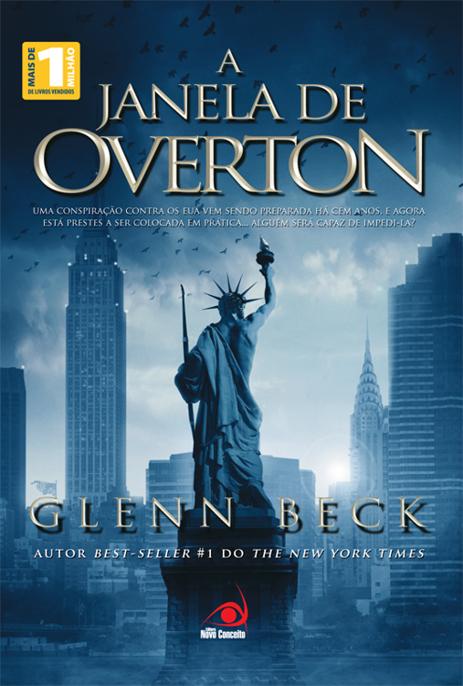 MAIS DE
1
MILHÃO
DE LIVROS VENDIDOS
A
JANELA DE
OVERTON
UMA CONSPIRAÇÃO CONTRA OS EUA VEM SENDO PREPARADA HÁ CEM ANOS, E AGORA
ESTÁ PRESTES A SER COLOCADA EM PRÁTICA... ALGUÉM SERÁ CAPAZ DE IMPEDI-LA?
GLENN BECK
AUTOR BEST-SELLER #1 DO THE NEW YORK TIMES
Editora
Novo Conceito